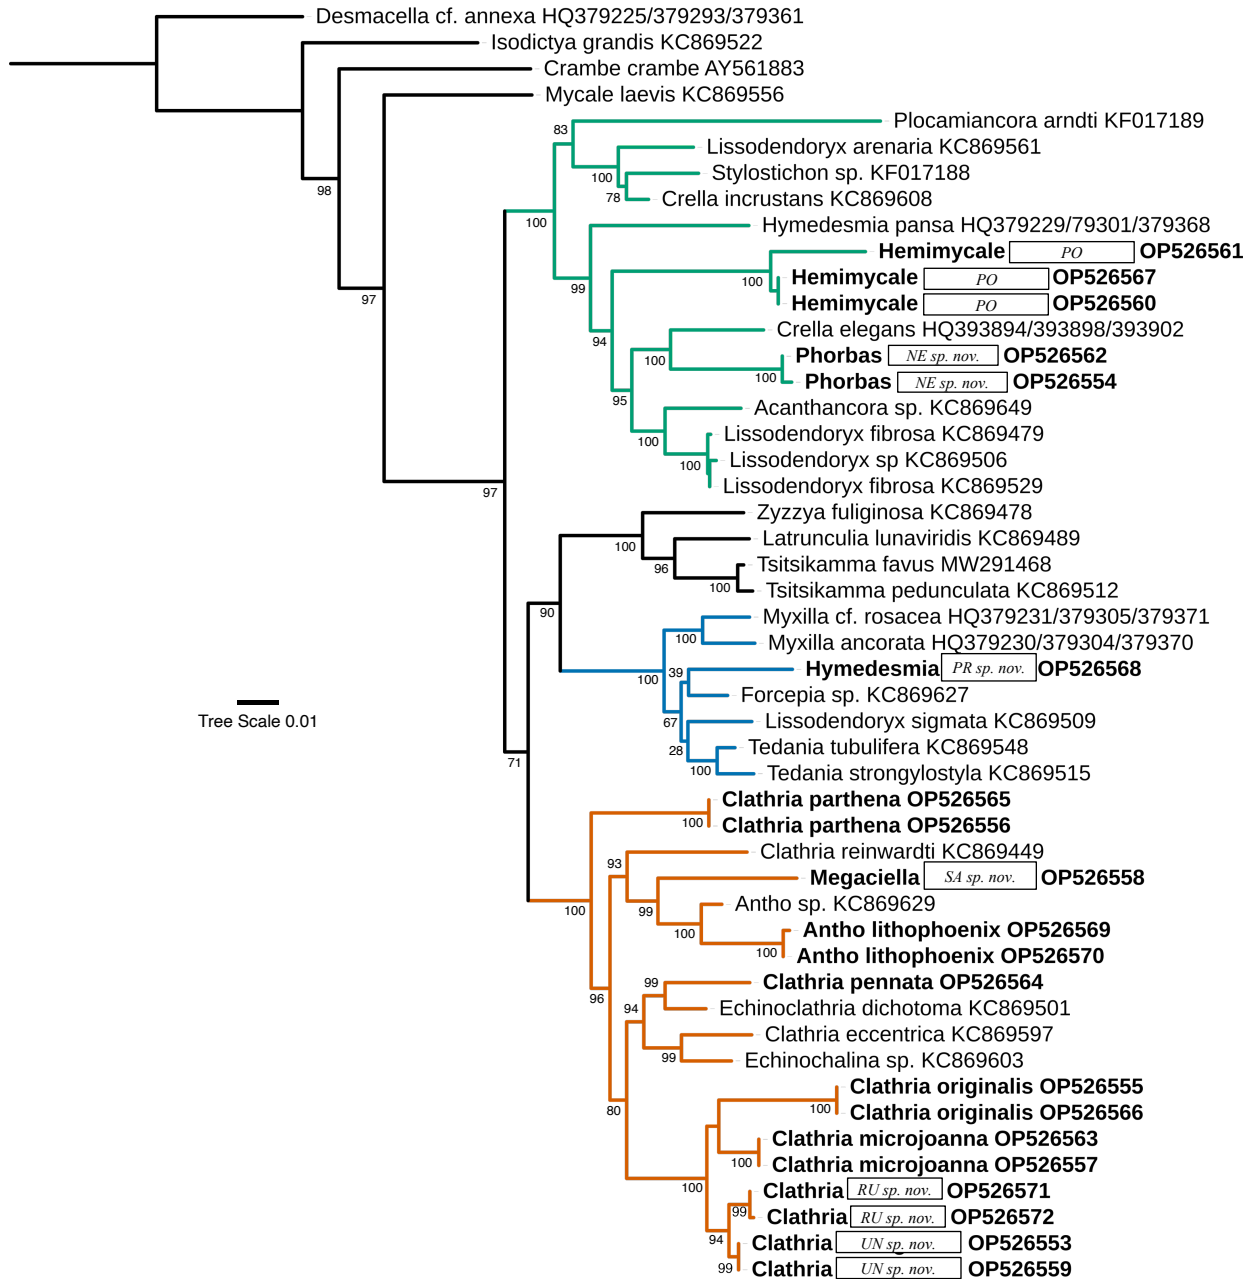 Desmacella cf. annexa HQ379225/379293/379361
Isodictya grandis KC869522
Crambe crambe AY561883
Mycale laevis KC869556
Plocamiancora arndti KF017189
83
Lissodendoryx arenaria KC869561
Stylostichon sp. KF017188
100
98
Crella incrustans KC869608
78
100
Hymedesmia pansa HQ379229/79301/379368
Hemimycale PO OP526561
Hemimycale PO OP526567
100
99
97
Hemimycale PO OP526560
Crella elegans HQ393894/393898/393902
94
Phorbas NE sp. nov. OP526562
100
Phorbas NE sp. nov. OP526554
100
95
Acanthancora sp. KC869649
Lissodendoryx fibrosa KC869479
100
Lissodendoryx sp KC869506
100
Lissodendoryx fibrosa KC869529
97
Zyzzya fuliginosa KC869478
Latrunculia lunaviridis KC869489
100
Tsitsikamma favus MW291468
96
Tsitsikamma pedunculata KC869512
100
90
Myxilla cf. rosacea HQ379231/379305/379371
100
Myxilla ancorata HQ379230/379304/379370
Hymedesmia PR sp. nov. OP526568
39
100
Forcepia sp. KC869627
Lissodendoryx sigmata KC869509
67
Tree Scale 0.01
Tedania tubulifera KC869548
28
71
Tedania strongylostyla KC869515
100
Clathria parthena OP526565
100
Clathria parthena OP526556
Clathria reinwardti KC869449
93
Megaciella SA sp. nov. OP526558
Antho sp. KC869629
100
99
Antho lithophoenix OP526569
100
Antho lithophoenix OP526570
100
Clathria pennata OP526564
99
96
Echinoclathria dichotoma KC869501
94
Clathria eccentrica KC869597
Echinochalina sp. KC869603
99
Clathria originalis OP526555
Clathria originalis OP526566
100
80
Clathria microjoanna OP526563
Clathria microjoanna OP526557
100
100
Clathria RU sp. nov. OP526571
Clathria RU sp. nov. OP526572
99
94
Clathria UN sp. nov. OP526553
Clathria UN sp. nov. OP526559
99